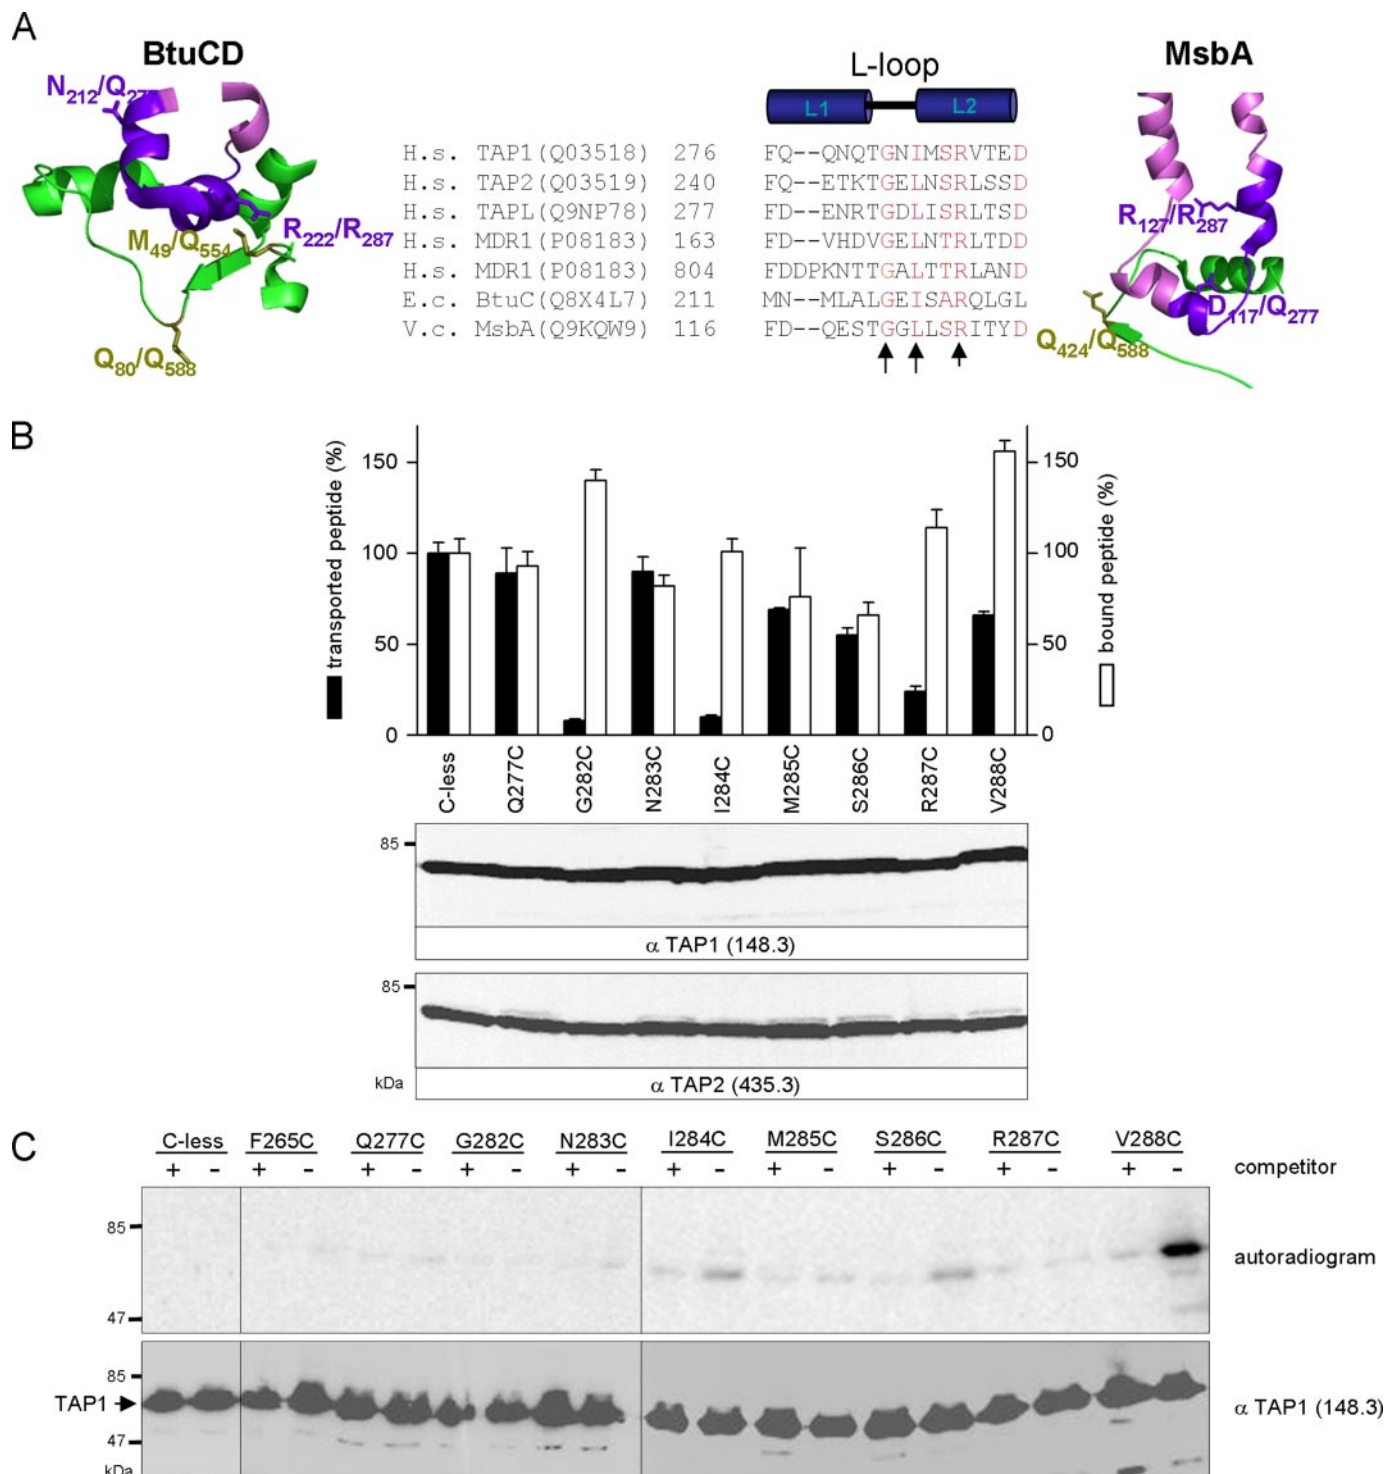 A
BtuCD
L-loop
MsbA
N212/Q27
L1 L2
H.s. TAP1(Q03518) 276 FQ--QNQTGNIMSRVTED
H.s. TAP2(Q03519) 240 FQ--ETKTGELNSRLSSD
H.s. TAPL(Q9NP78) 277 FD--ENRTGDLISRLTSD
H.s. MDR1(P08183) 163 FD--VHDVGELNTRLTDD
H.s. MDR1(P08183) 804 FDDPKNTTGALTTRLAND
E.c. BtuC(Q8X4L7) 211 MN--MLALGEISARQLGL
V.c. MsbA(Q9KQW9) 116 FD--QESTGGLLSRITYD
R222/R287
M49/Q554
Q80/Q588
R127/R287
D117/Q277
Q424/Q588
B
transported peptide (%)
bound peptide (%)
150 150
100 100
50 50
0 0
C-less Q277C G282C N283C I284C M285C S286C R287C V288C
85
α TAP1 (148.3)
85
kDa
α TAP2 (435.3)
C
C-less F265C Q277C G282C N283C I284C M285C S286C R287C V288C
+ - + - + - + - + - + - + - + - + - + - competitor
85
autoradiogram
47
85
TAP1
α TAP1 (148.3)
47
kDa